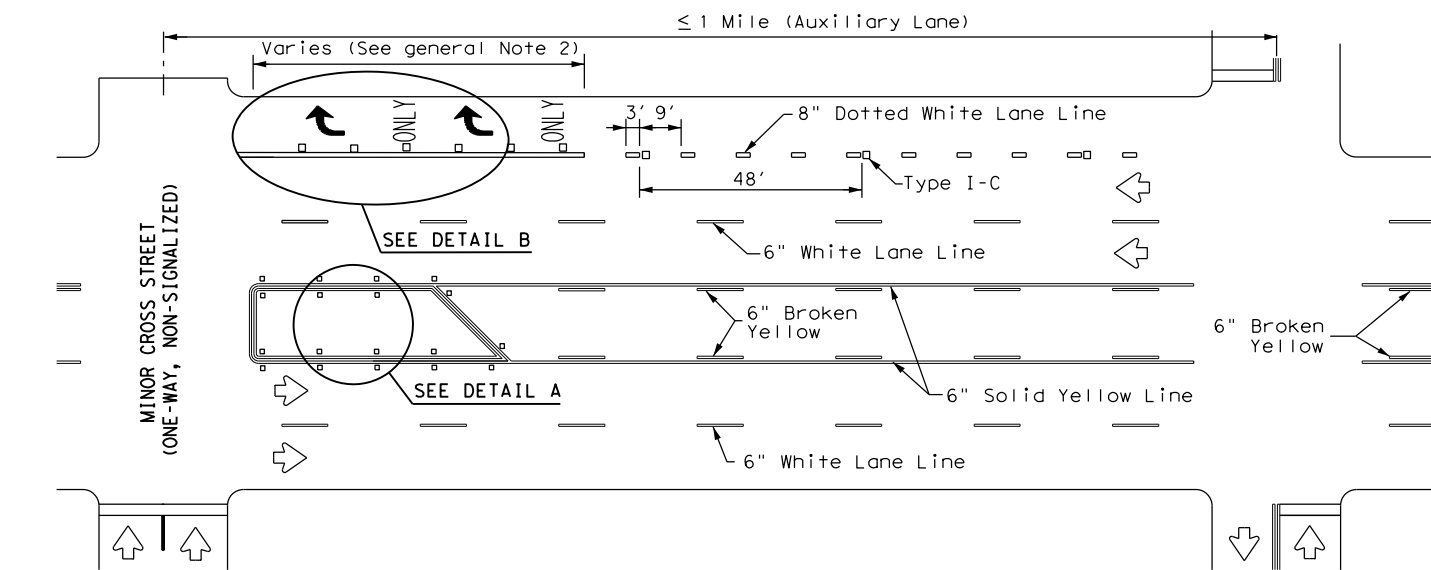 ≤ 1 Mile (Auxiliary Lane)
Varies (See general Note 2)
ONLY
ONLY
3' 9'
8" Dotted White Lane Line
48'
Type I-C
SEE DETAIL B
6" White Lane Line
MINOR CROSS STREET
(ONE-WAY, NON-SIGNALIZED)
6" Broken
Yellow
6" Broken
Yellow
SEE DETAIL A
6" Solid Yellow Line
6" White Lane Line